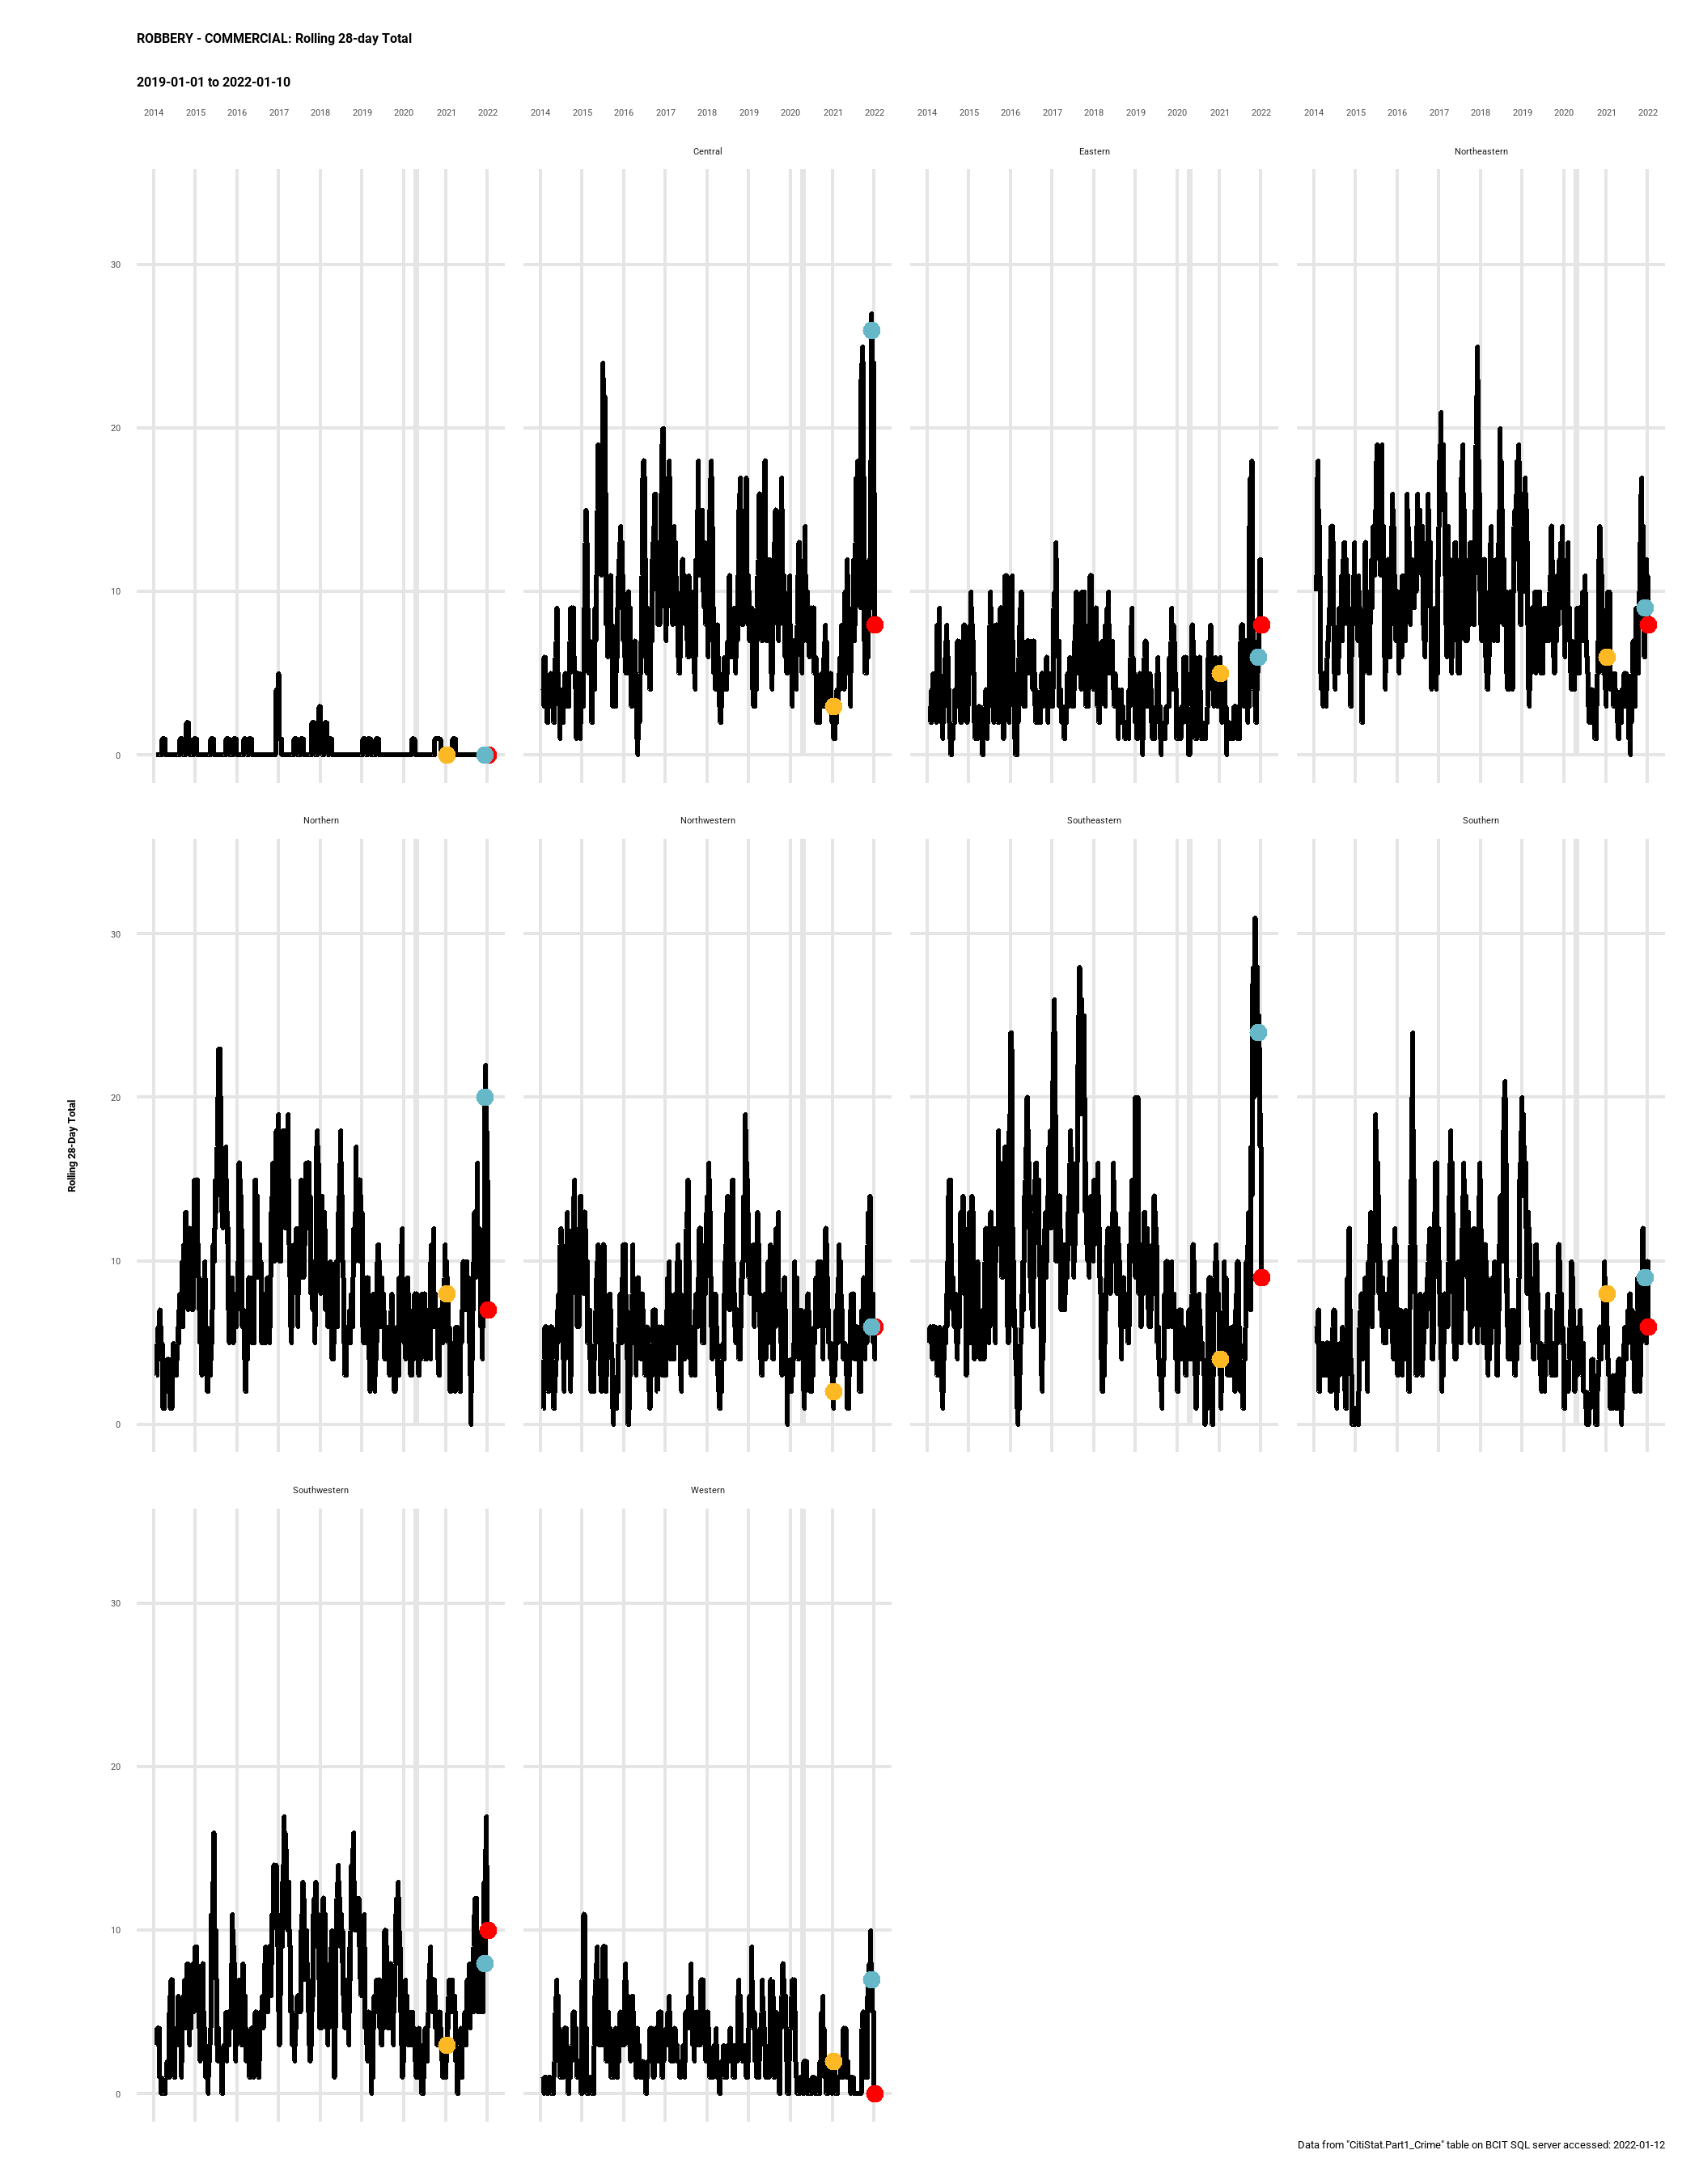 ROBBERY - COMMERCIAL: Rolling 28-day Total
2019-01-01 to 2022-01-10
2014 2015 2016 2017 2018 2019 2020 2021 2022 2014 2015 2016 2017 2018 2019 2020 2021 2022 2014 2015 2016 2017 2018 2019 2020 2021 2022 2014 2015 2016 2017 2018 2019 2020 2021 2022
Central Eastern Northeastern
30
20
10
0
Northern Northwestern Southeastern Southern
30
20
Rolling 28-Day Total
10
0
Southwestern Western
30
20
10
0
Data from "CitiStat.Part1_Crime" table on BCIT SQL server accessed: 2022-01-12